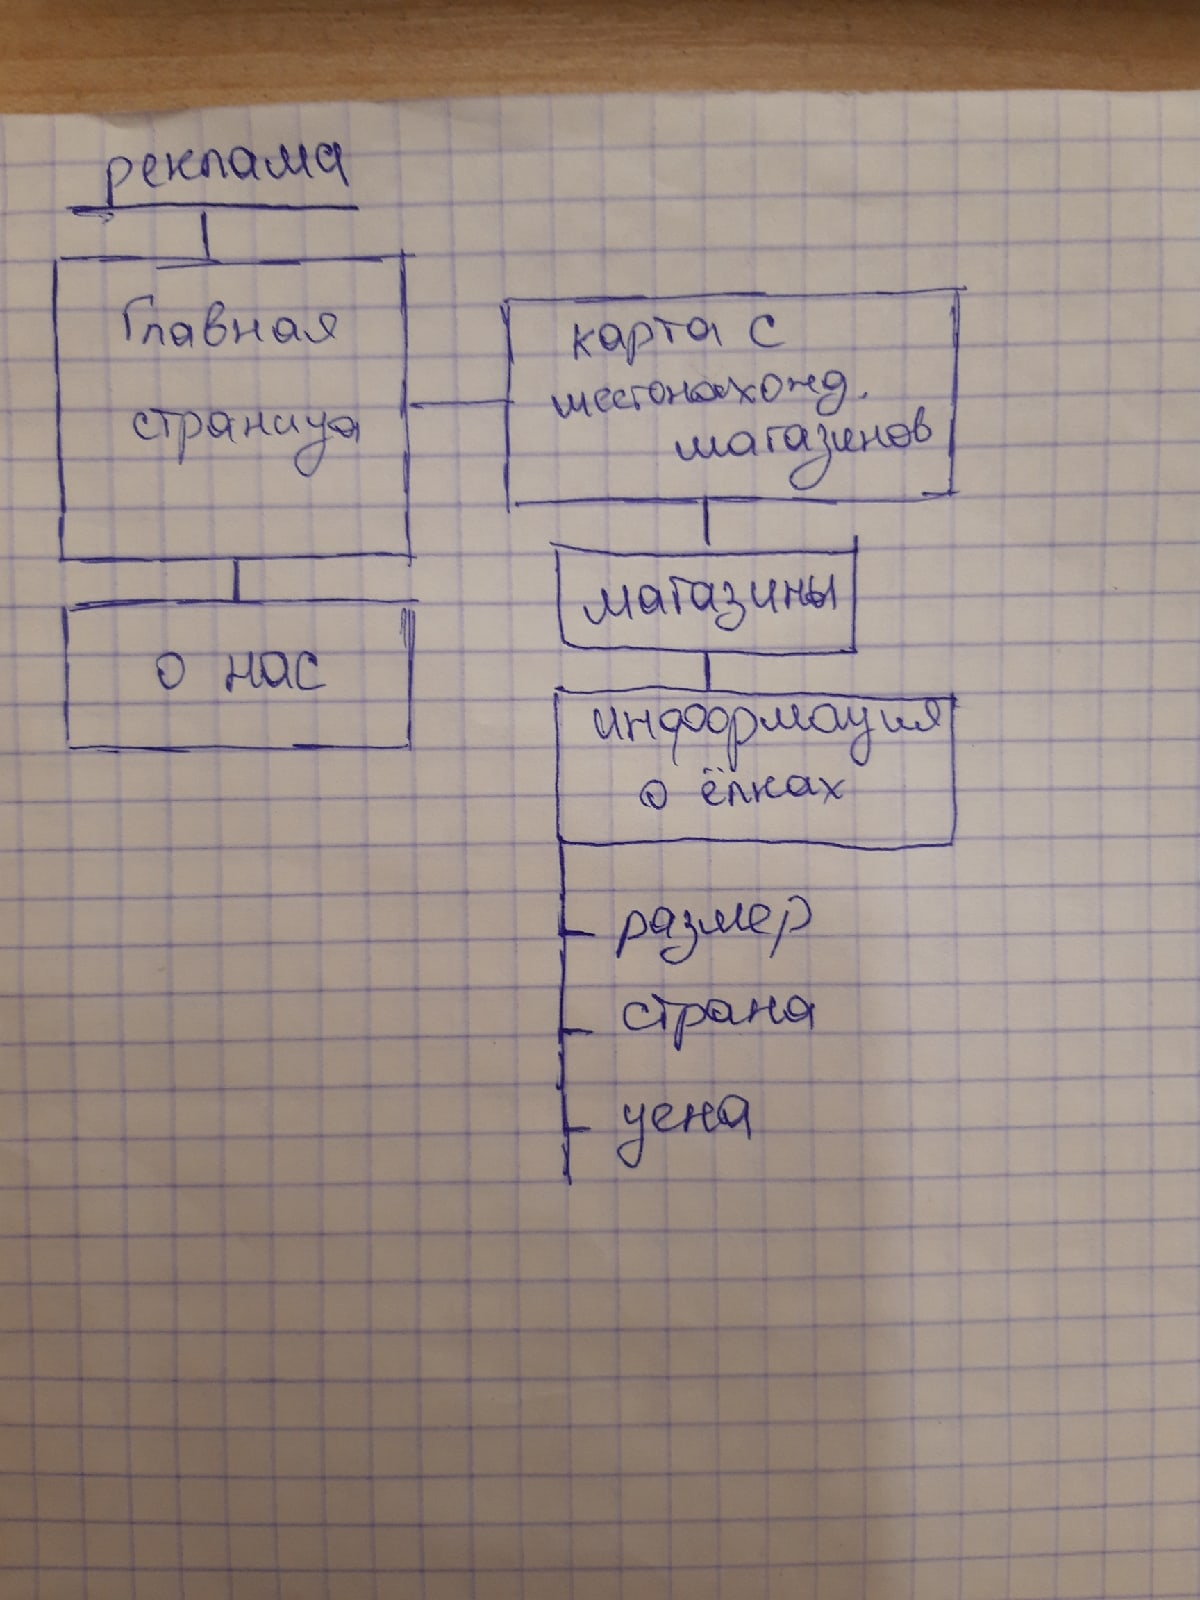 реклама
Главная
страница
о нас
карта с
местонахожд.
магазинов
магазины
информация
о ёлках
размер
страна
цена